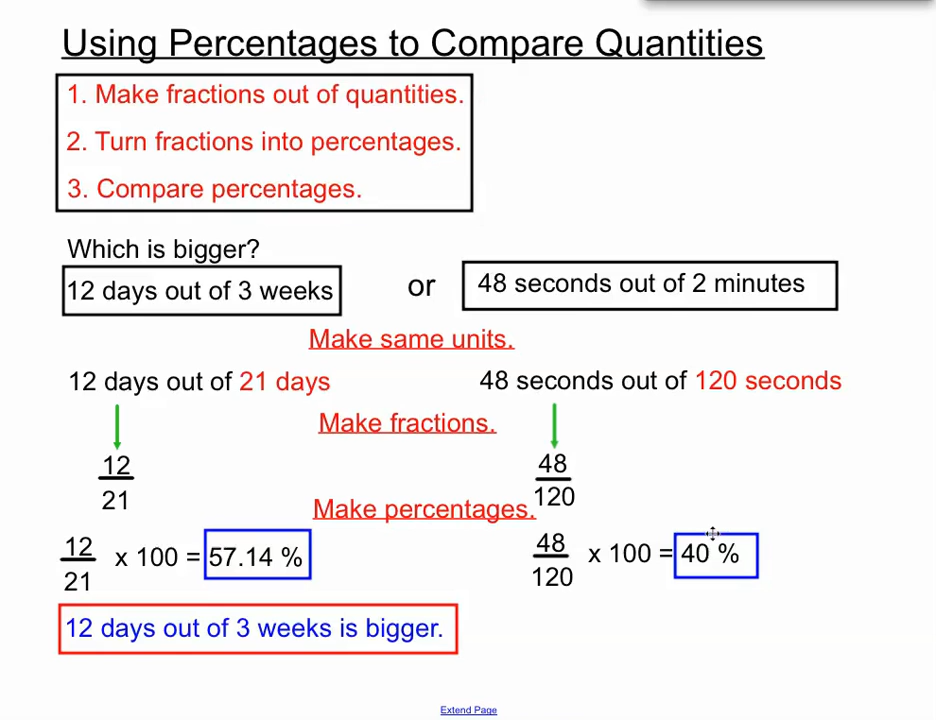 Using Percentages to Compare Quantities
1. Make fractions out of quantities.
2. Turn fractions into percentages.
3. Compare percentages.
Which is bigger?
12 days out of 3 weeks or 48 seconds out of 2 minutes
Make same units.
12 days out of 21 days 48 seconds out of 120 seconds
Make fractions.
12
21
48
120
Make percentages.
12
21
x 100 = 57.14 %
48
120
x 100 = 40 %
12 days out of 3 weeks is bigger.
Extend Page